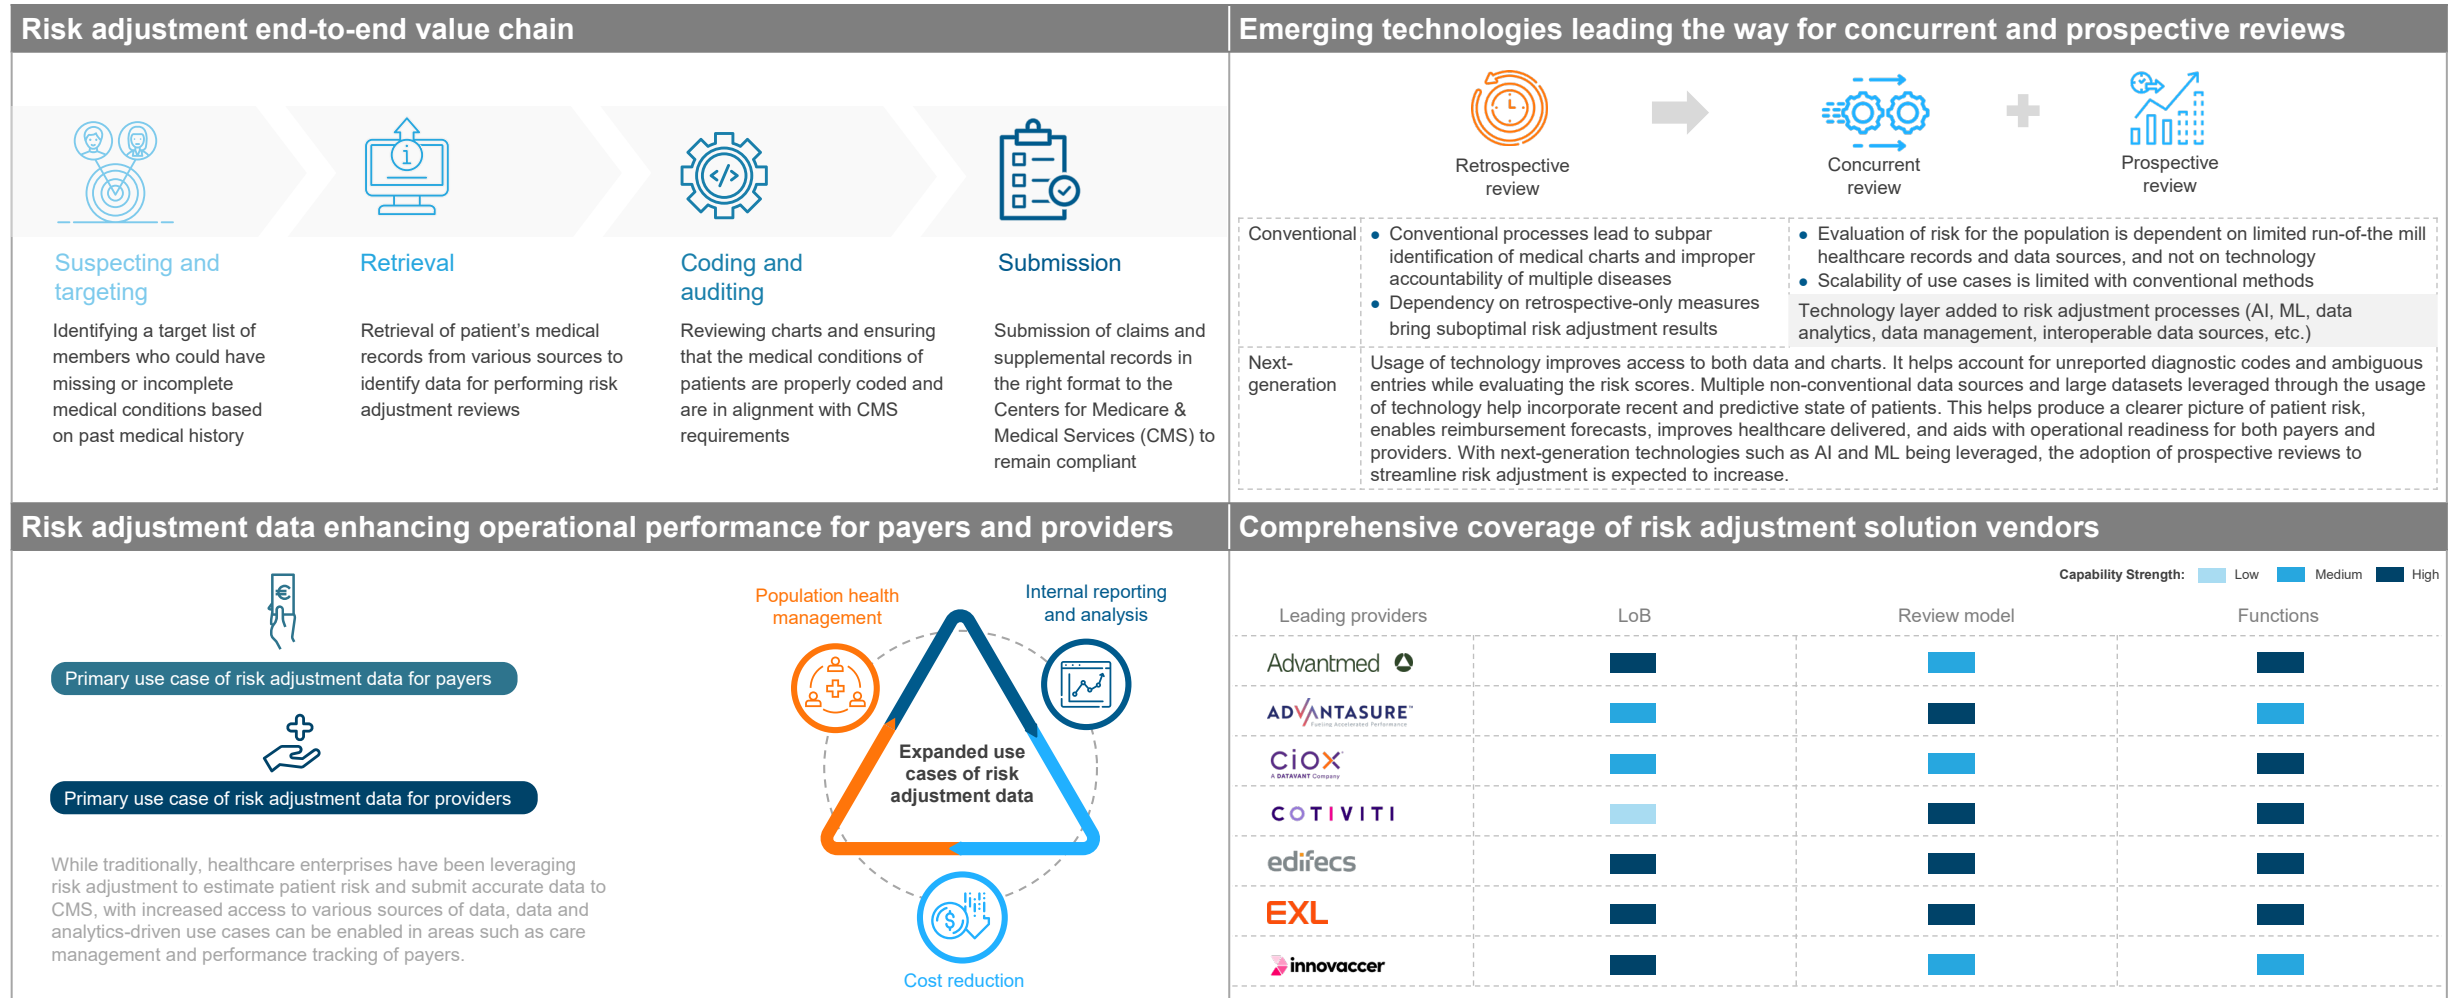 Risk adjustment end-to-end value chain
Suspecting and
targeting
Identifying a target list of
members who could have
missing or incomplete
medical conditions based
on past medical history
i
Retrieval
Retrieval of patient's medical
records from various sources to
identify data for performing risk
adjustment reviews
</>
Coding and
auditing
Reviewing charts and ensuring
that the medical conditions of
patients are properly coded and
are in alignment with CMS
requirements
Submission
Submission of claims and
supplemental records in
the right format to the
Centers for Medicare &
Medical Services (CMS) to
remain compliant
Emerging technologies leading the way for concurrent and prospective reviews
Retrospective
review
Concurrent
review
Prospective
review
Conventional
• Conventional processes lead to subpar
identification of medical charts and improper
accountability of multiple diseases
• Dependency on retrospective-only measures
bring suboptimal risk adjustment results
• Evaluation of risk for the population is dependent on limited run-of-the mill
healthcare records and data sources, and not on technology
• Scalability of use cases is limited with conventional methods
Technology layer added to risk adjustment processes (AI, ML, data
analytics, data management, interoperable data sources, etc.)
Next-
generation
Usage of technology improves access to both data and charts. It helps account for unreported diagnostic codes and ambiguous
entries while evaluating the risk scores. Multiple non-conventional data sources and large datasets leveraged through the usage
of technology help incorporate recent and predictive state of patients. This helps produce a clearer picture of patient risk,
enables reimbursement forecasts, improves healthcare delivered, and aids with operational readiness for both payers and
providers. With next-generation technologies such as AI and ML being leveraged, the adoption of prospective reviews to
streamline risk adjustment is expected to increase.
Risk adjustment data enhancing operational performance for payers and providers
€
Primary use case of risk adjustment data for payers
Primary use case of risk adjustment data for providers
While traditionally, healthcare enterprises have been leveraging
risk adjustment to estimate patient risk and submit accurate data to
CMS, with increased access to various sources of data, data and
analytics-driven use cases can be enabled in areas such as care
management and performance tracking of payers.
Population health
management
Internal reporting
and analysis
Expanded use
cases of risk
adjustment data
$
Cost reduction
Comprehensive coverage of risk adjustment solution vendors
Capability Strength: Low Medium High
Leading providers LoB Review model Functions
Advantmed
ADVANTASURE™
Fueling Accelerated Performance
CiOX
A DATAVANT Company
COTIVITI
edifecs
EXL
innovaccer